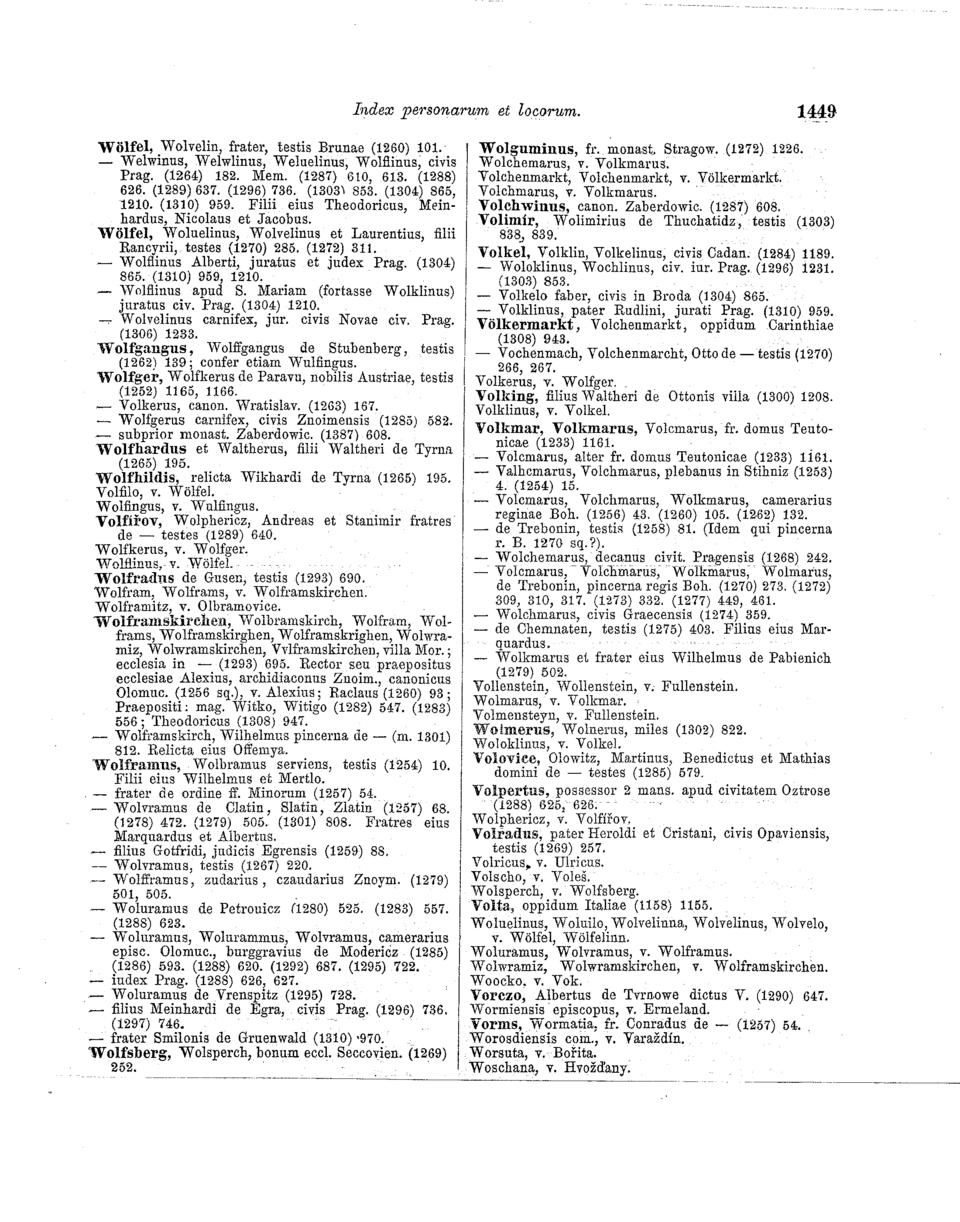 Index personarum et locorum.
1449
Wölfel, Wolvelin, frater, testis Brunae (1260) 101.
— Welwinus, Welwlinus, Weluelinus, Wolflinus, civis
Prag. (1264) 182. Mem. (1287) 610, 613. (1288)
626. (1289) 637. (1296) 736. (1303) 853. (1304) 865,
1210. (1310) 959. Filii eius Theodoricus, Mein-
hardus, Nicolaus et Jacobus.
Wölfel, Woluelinus, Wolvelinus et Laurentius, filii
Rancyrii, testes (1270) 285. (1272) 311.
— Wolflinus Alberti, juratus et judex Prag. (1304)
865. (1310) 959, 1210.
— Wolflinus apud S. Mariam (fortasse Wolklinus)
juratus civ. Prag. (1304) 1210.
— Wolvelinus carnifex, jur. civis Novae civ. Prag.
(1306) 1233.
Wolfgangus, Wolffgangus de Stubenberg, testis
(1262) 139; confer etiam Wulfingus.
Wolfger, Wolfkerus de Paravu, nobilis Austriae, testis
(1252) 1165, 1166.
— Volkerus, canon. Wratislav. (1263) 167.
— Wolfgerus carnifex, civis Znoimensis (1285) 582.
— subprior monast. Zaberdowic. (1387) 608.
Wolfhardus et Waltherus, filii Waltheri de Tyrna
(1265) 195.
Wolfhildis, relicta Wikhardi de Tyrna (1265) 195.
Volfilo, v. Wölfel.
Wolfingus, v. Wulfingus.
Volfířov, Wolphericz, Andreas et Stanimir fratres
de — testes (1289) 640.
Wolfkerus, v. Wolfger.
Wolflinus, v. Wölfel.
Wolfradus de Gusen, testis (1293) 690.
Wolfram, Wolframs, v. Wolframskirchen.
Wolframitz, v. Olbramovice.
Wolframskirchen, Wolbramskirch, Wolfram, Wol-
frams, Wolframskirghen, Wolframskrighen, Wolwra-
miz, Wolwramskirchen, Vvlframskirchen, villa Mor.;
ecclesia in — (1293) 695. Rector seu praepositus
ecclesiae Alexius, archidiaconus Znoim., canonicus
Olomuc. (1256 sq.), v. Alexius; Raclaus (1260) 93;
Praepositi: mag. Witko, Witigo (1282) 547. (1283)
556; Theodoricus (1308) 947.
— Wolframskirch, Wilhelmus pincerna de — (m. 1301)
812. Relicta eius Offemya.
Wolframus, Wolbramus serviens, testis (1254) 10.
Filii eius Wilhelmus et Mertlo.
— frater de ordine ff. Minorum (1257) 54.
— Wolvramus de Clatin, Slatin, Zlatin (1257) 68.
(1278) 472. (1279) 505. (1301) 808. Fratres eius
Marquardus et Albertus.
— filius Gotfridi, judicis Egrensis (1259) 88.
— Wolvramus, testis (1267) 220.
— Wolfframus, zudarius, czaudarius Znoym. (1279)
501, 505.
— Woluramus de Petrouicz (1280) 525. (1283) 557.
(1288) 623.
— Woluramus, Wolurammus, Wolvramus, camerarius
episc. Olomuc., burggravius de Modericz (1285)
(1286) 593. (1288) 620. (1292) 687. (1295) 722.
— iudex Prag. (1288) 626, 627.
— Woluramus de Vrenspitz (1295) 728.
— filius Meinhardi de Egra, civis Prag. (1296) 736.
(1297) 746.
— frater Smilonis de Gruenwald (1310) 970.
Wolfsberg, Wolsperch, bonum eccl. Seccovien. (1269)
252.
Wolguminus, fr. monast. Stragow. (1272) 1226.
Wolchemarus, v. Volkmarus.
Volchenmarkt, Volchenmarkt, v. Völkermarkt.
Volchmarus, v. Volkmarus.
Volchwinus, canon. Zaberdowic. (1287) 608.
Volimír, Wolimirius de Thuchatidz, testis (1303)
838, 839.
Volkel, Volklin, Volkelinus, civis Cadan. (1284) 1189.
— Woloklinus, Wochlinus, civ. iur. Prag. (1296) 1231.
(1303) 853.
— Volkelo faber, civis in Broda (1304) 865.
— Volklinus, pater Rudlini, jurati Prag. (1310) 959.
Völkermarkt, Volchenmarkt, oppidum Carinthiae
(1308) 943.
— Vochenmach, Volchenmarcht, Otto de — testis (1270)
266, 267.
Volkerus, v. Wolfger.
Volking, filius Waltheri de Ottonis villa (1300) 1208.
Volklinus, v. Volkel.
Volkmar, Volkmarus, Volcmarus, fr. domus Teuto-
nicae (1233) 1161.
— Volcmarus, alter fr. domus Teutonicae (1233) 1161.
— Valhcmarus, Volchmarus, plebanus in Stihniz (1253)
4. (1254) 15.
— Volcmarus, Volchmarus, Wolkmarus, camerarius
reginae Boh. (1256) 43. (1260) 105. (1262) 132.
— de Trebonin, testis (1258) 81. (Idem qui pincerna
r. B. 1270 sq.?).
— Wolchemarus, decanus civit. Pragensis (1268) 242.
— Volcmarus, Volchmarus, Wolkmarus, Wolmarus,
de Trebonin, pincerna regis Boh. (1270) 273. (1272)
309, 310, 317. (1273) 332. (1277) 449, 461.
— Wolchmarus, civis Graecensis (1274) 359.
— de Chemnaten, testis (1275) 403. Filius eius Mar-
quardus.
— Wolkmarus et frater eius Wilhelmus de Pabienich
(1279) 502.
Vollenstein, Wollenstein, v. Fullenstein.
Wolmarus, v. Volkmar.
Volmensteyn, v. Fullenstein.
Wolmerus, Wolnerus, miles (1302) 822.
Woloklinus, v. Volkel.
Volovice, Olowitz, Martinus, Benedictus et Mathias
domini de — testes (1285) 579.
Volpertus, possessor 2 mans. apud civitatem Oztrose
(1288) 625, 626.
Wolphericz, v. Volfířov.
Volradus, pater Heroldi et Cristani, civis Opaviensis,
testis (1269) 257.
Volricus, v. Ulricus.
Volscho, v. Voleš.
Wolsperch, v. Wolfsberg.
Volta, oppidum Italiae (1158) 1155.
Woluelinus, Woluilo, Wolvelinna, Wolvelinus, Wolvelo,
v. Wölfel, Wölfelinn.
Woluramus, Wolvramus, v. Wolframus.
Wolwramiz, Wolwramskirchen, v. Wolframskirchen.
Woocko, v. Vok.
Vorczo, Albertus de Tvrnowe dictus V. (1290) 647.
Wormiensis episcopus, v. Ermeland.
Vorms, Wormatia, fr. Conradus de — (1257) 54.
Worosdiensis com., v. Varaždín.
Worsuta, v. Bořita.
Woschana, v. Hvožďany.